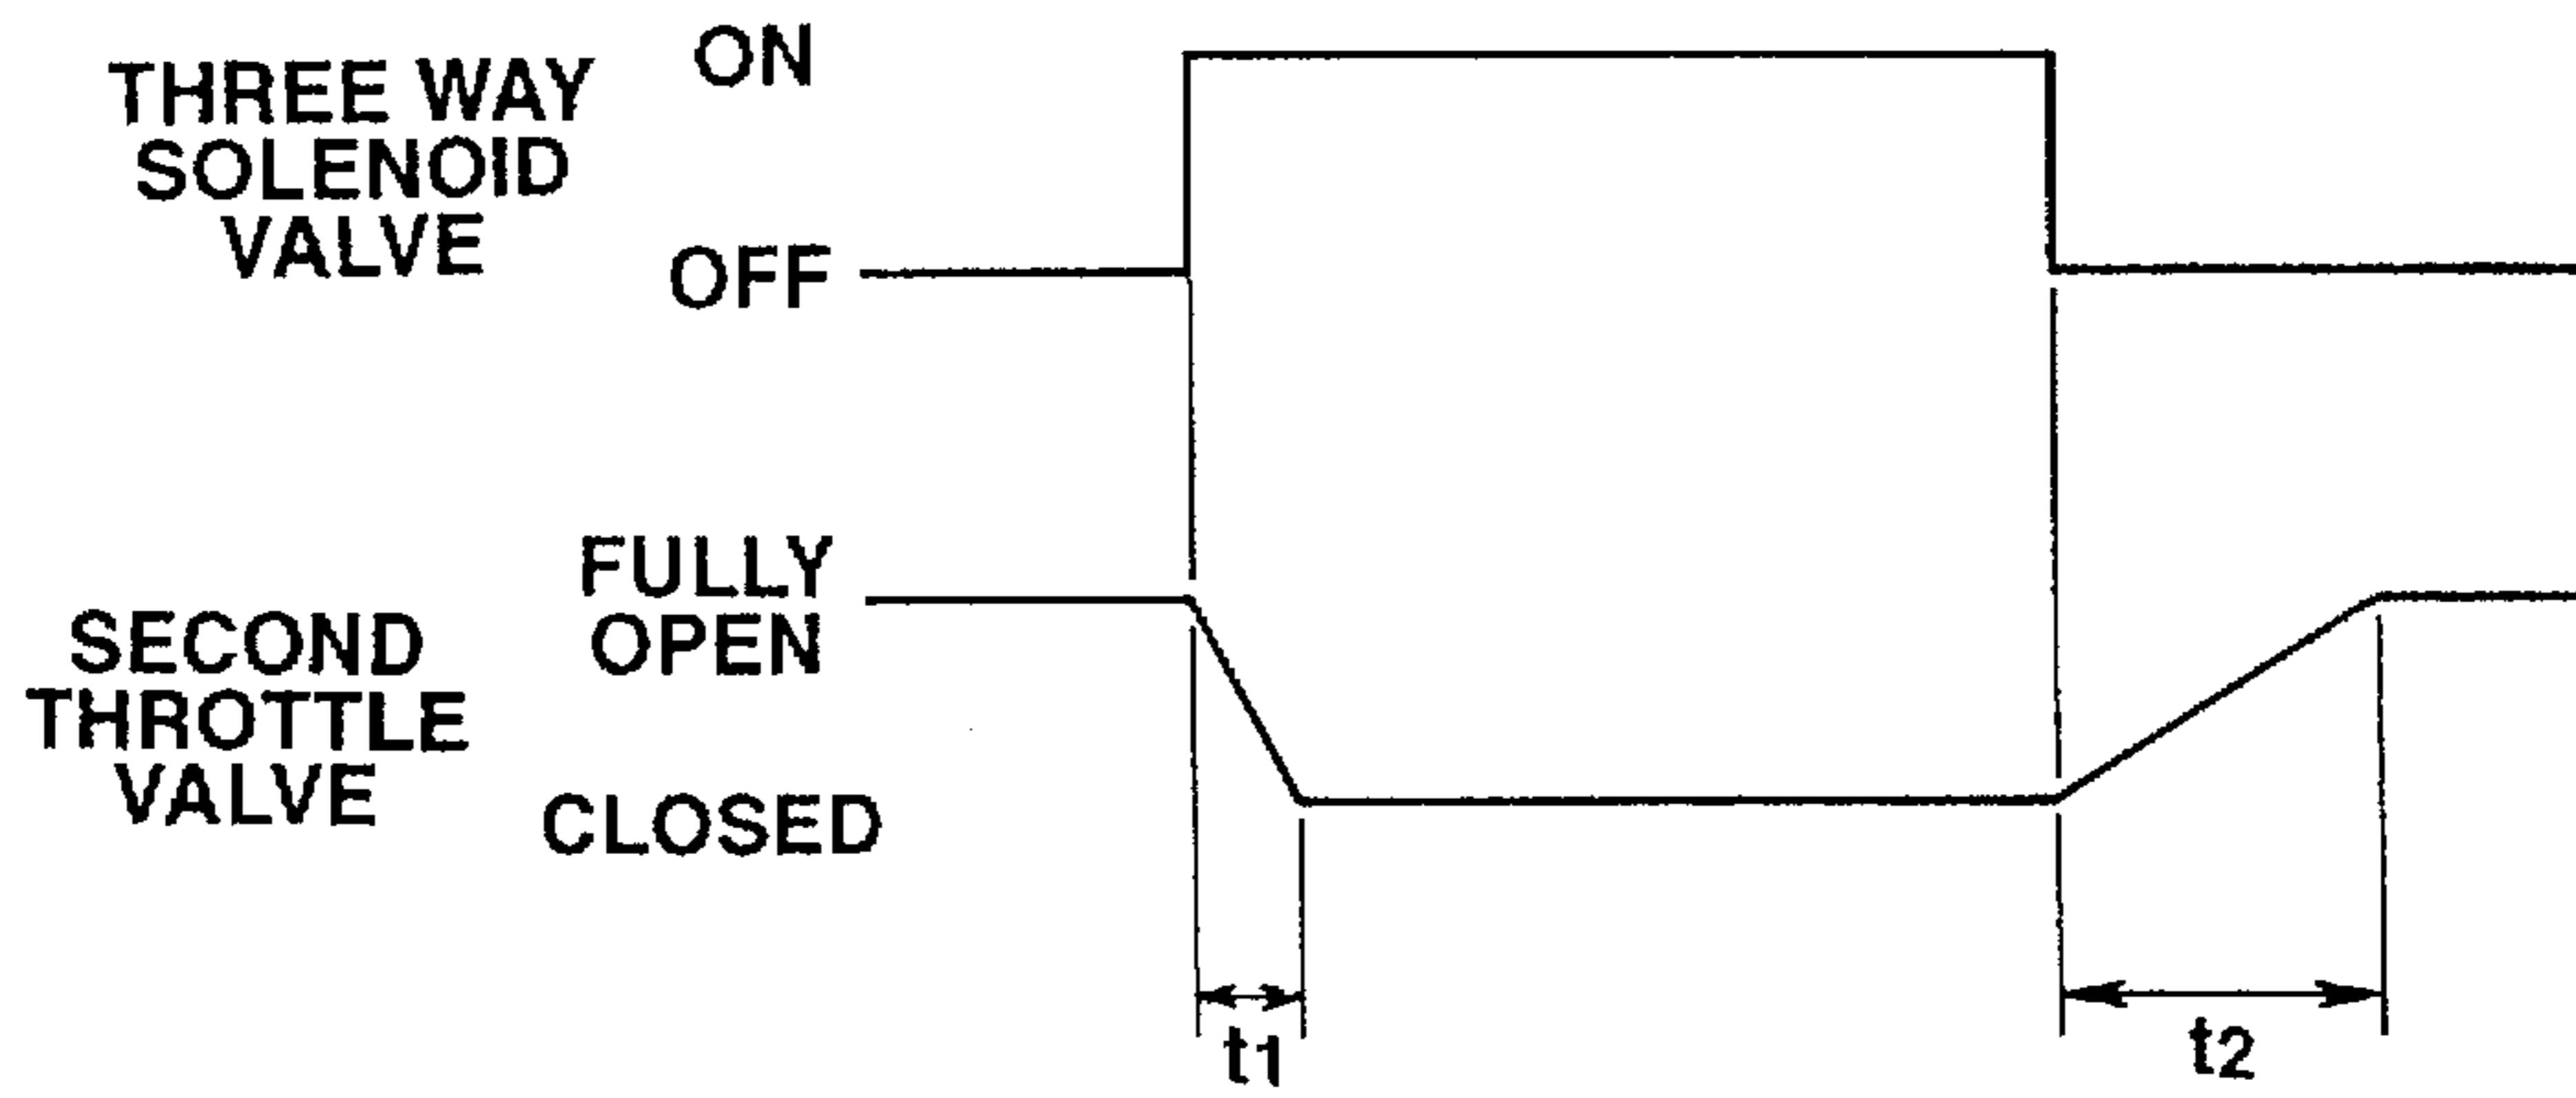 THREE WAY
SOLENOID
VALVE
ON
OFF
SECOND
THROTTLE
VALVE
FULLY
OPEN
CLOSED
t1
t2